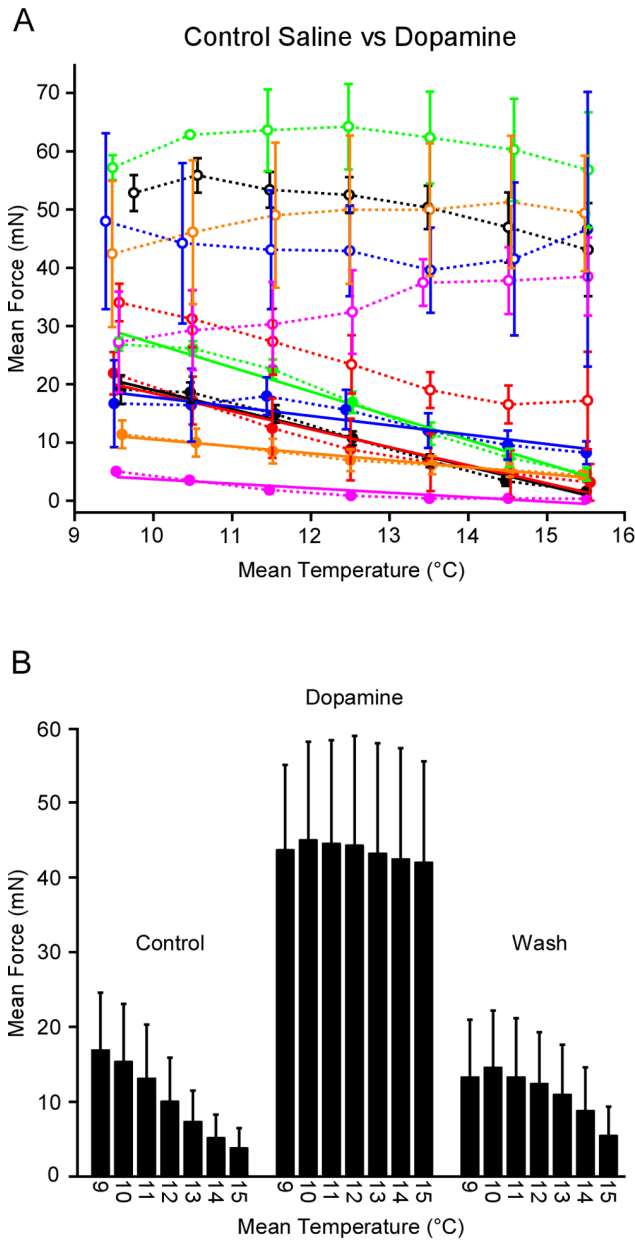 A
Control Saline vs Dopamine
Mean Force (mN)
70
60
50
40
30
20
10
0
9 10 11 12 13 14 15 16
Mean Temperature (°C)
B
Dopamine
Mean Force (mN)
60
50
40
30
20
10
0
Control
Wash
9 10 11 12 13 14 15 9 10 11 12 13 14 15 9 10 11 12 13 14 15
Mean Temperature (°C)